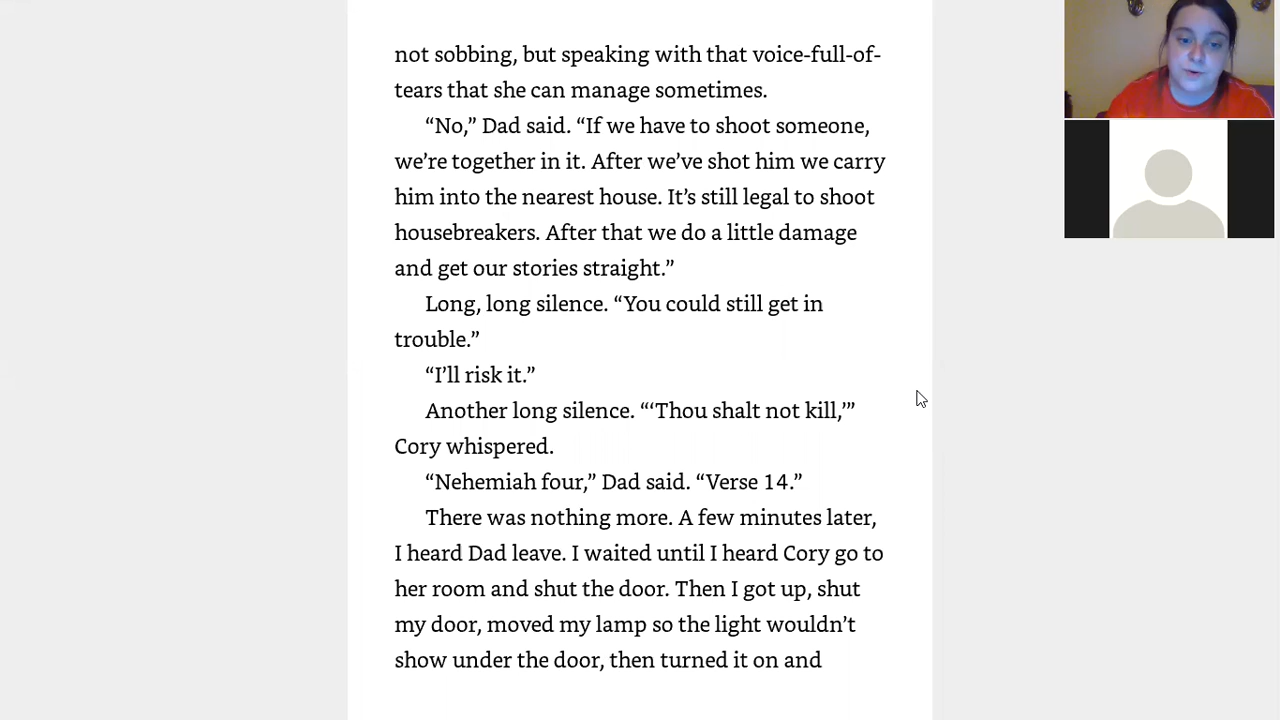 not sobbing, but speaking with that voice-full-of-
tears that she can manage sometimes.
“No,” Dad said. “If we have to shoot someone,
we’re together in it. After we’ve shot him we carry
him into the nearest house. It’s still legal to shoot
housebreakers. After that we do a little damage
and get our stories straight.”
Long, long silence. “You could still get in
trouble.”
“I’ll risk it.”
Another long silence. “‘Thou shalt not kill,’”
Cory whispered.
“Nehemiah four,” Dad said. “Verse 14.”
There was nothing more. A few minutes later,
I heard Dad leave. I waited until I heard Cory go to
her room and shut the door. Then I got up, shut
my door, moved my lamp so the light wouldn’t
show under the door, then turned it on and